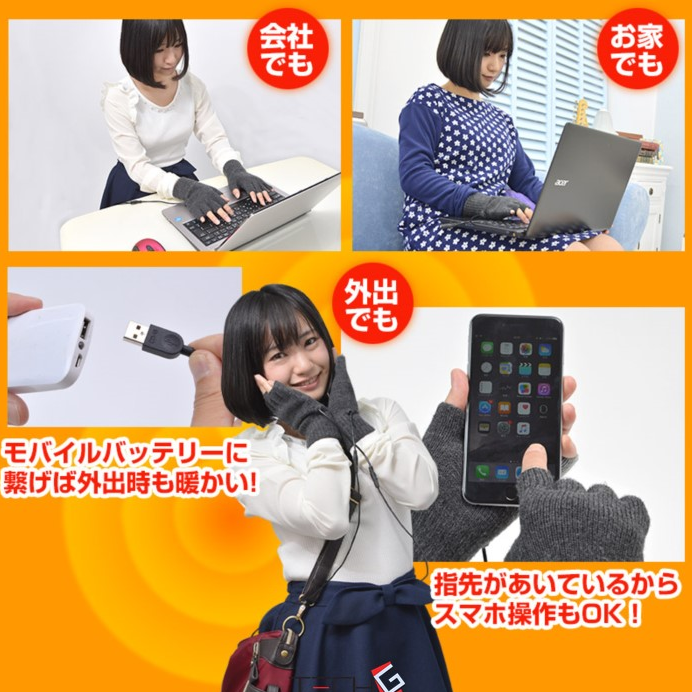 会社
でも
お家
でも
acer
外出
でも
モバイルバッテリーに
繋げば外出時も暖かい!
指先があいているから
スマホ操作もOK!